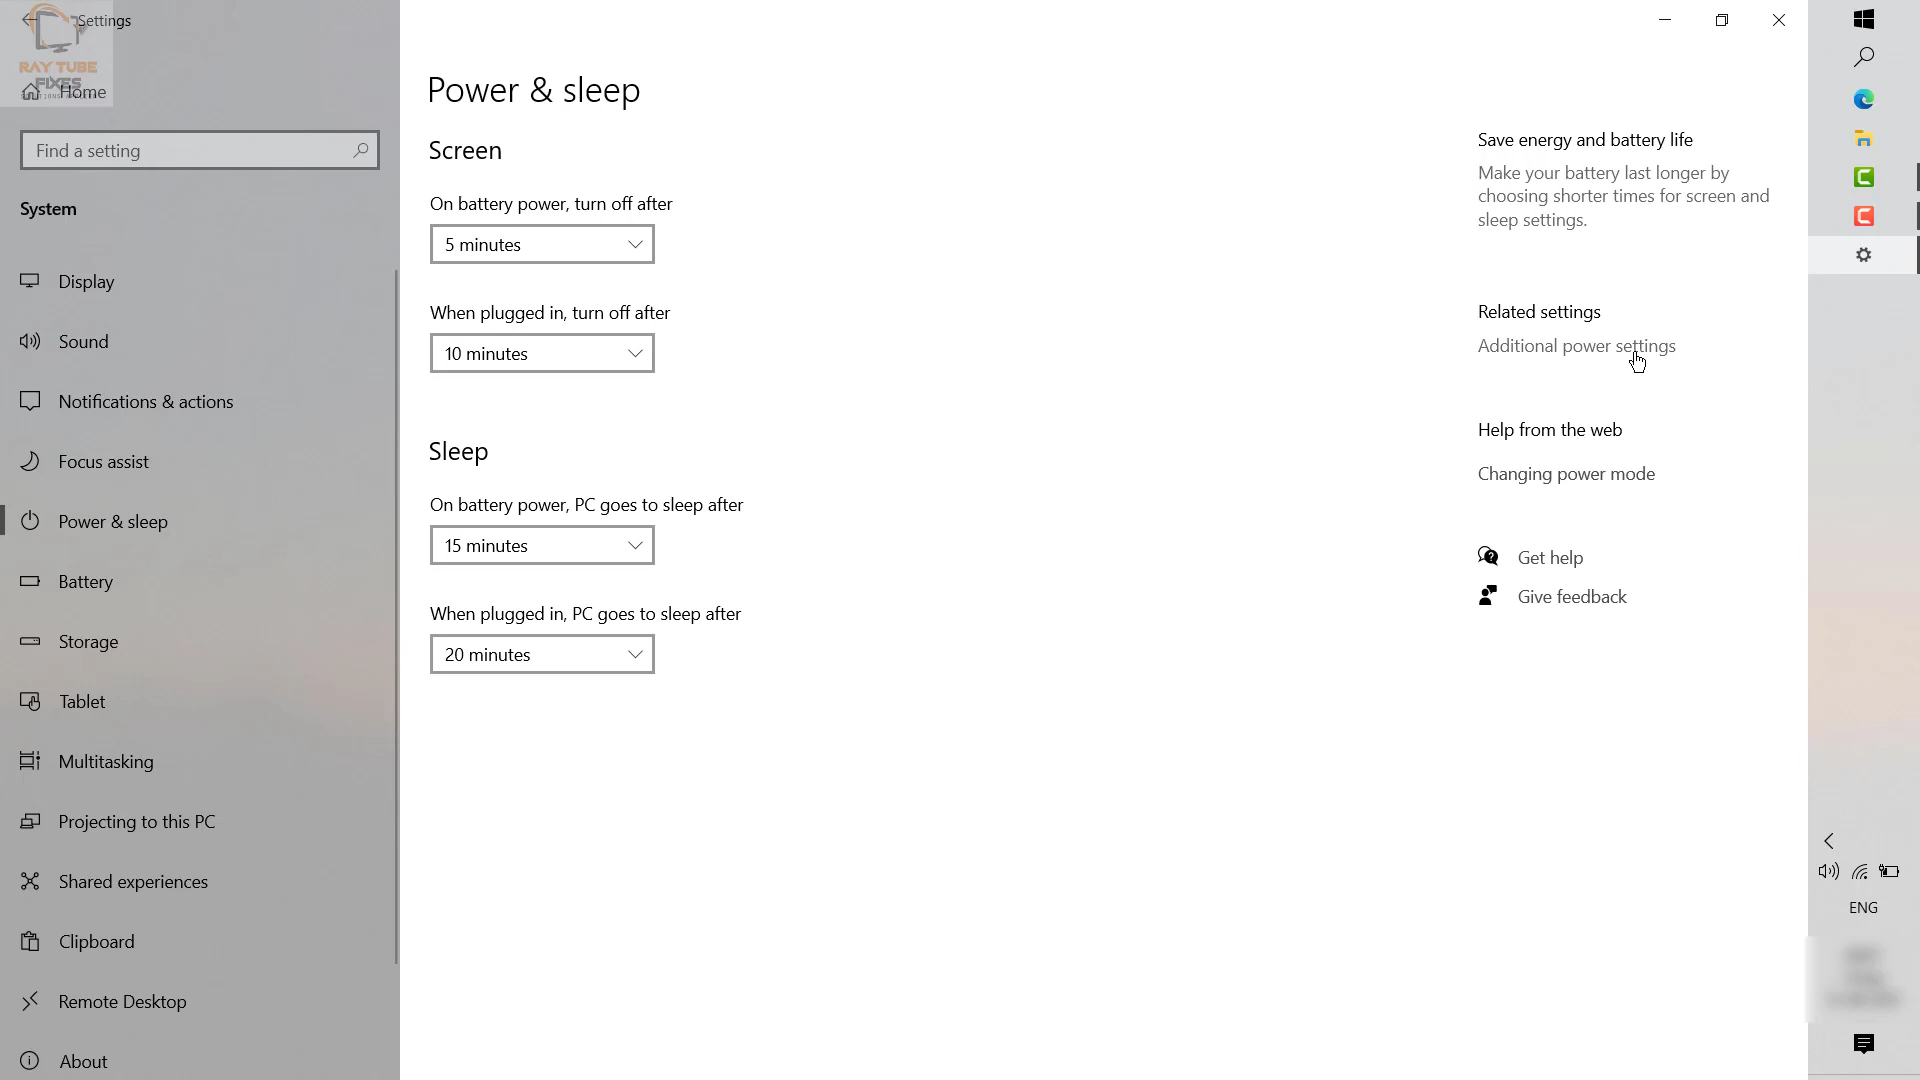 Settings
RAY TUBE
FIXES
Home
Find a setting
System
Display
Sound
Notifications & actions
Focus assist
Power & sleep
Battery
Storage
Tablet
Multitasking
Projecting to this PC
Shared experiences
Clipboard
Remote Desktop
About
Power & sleep
Screen
On battery power, turn off after
5 minutes
When plugged in, turn off after
10 minutes
Sleep
On battery power, PC goes to sleep after
15 minutes
When plugged in, PC goes to sleep after
20 minutes
Save energy and battery life
Make your battery last longer by
choosing shorter times for screen and
sleep settings.
Related settings
Additional power settings
Help from the web
Changing power mode
Get help
Give feedback
ENG